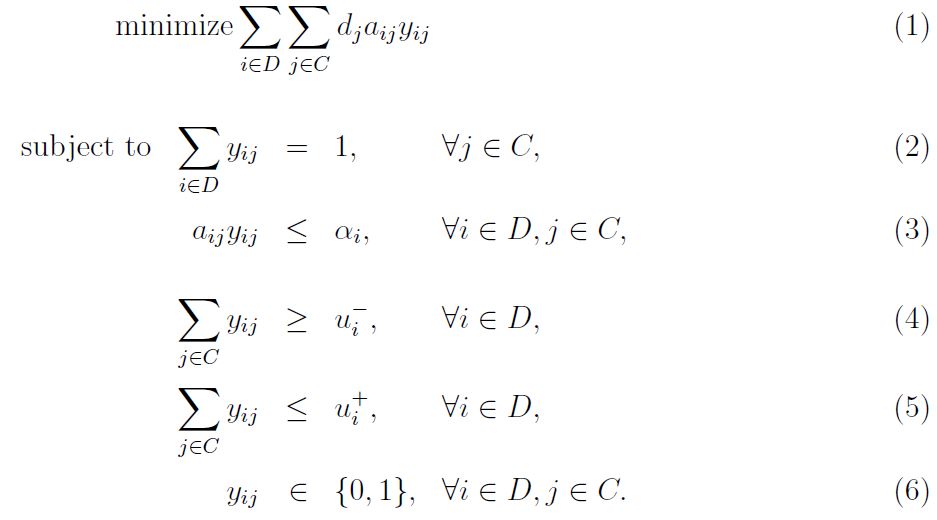 minimize ∑_{i∈D} ∑_{j∈C} d_j a_{ij} y_{ij} (1)
subject to ∑_{i∈D} y_{ij} = 1, ∀j ∈ C, (2)
a_{ij} y_{ij} ≤ α_i, ∀i ∈ D, j ∈ C, (3)
∑_{j∈C} y_{ij} ≥ u_i^−, ∀i ∈ D, (4)
∑_{j∈C} y_{ij} ≤ u_i^+, ∀i ∈ D, (5)
y_{ij} ∈ {0, 1}, ∀i ∈ D, j ∈ C. (6)